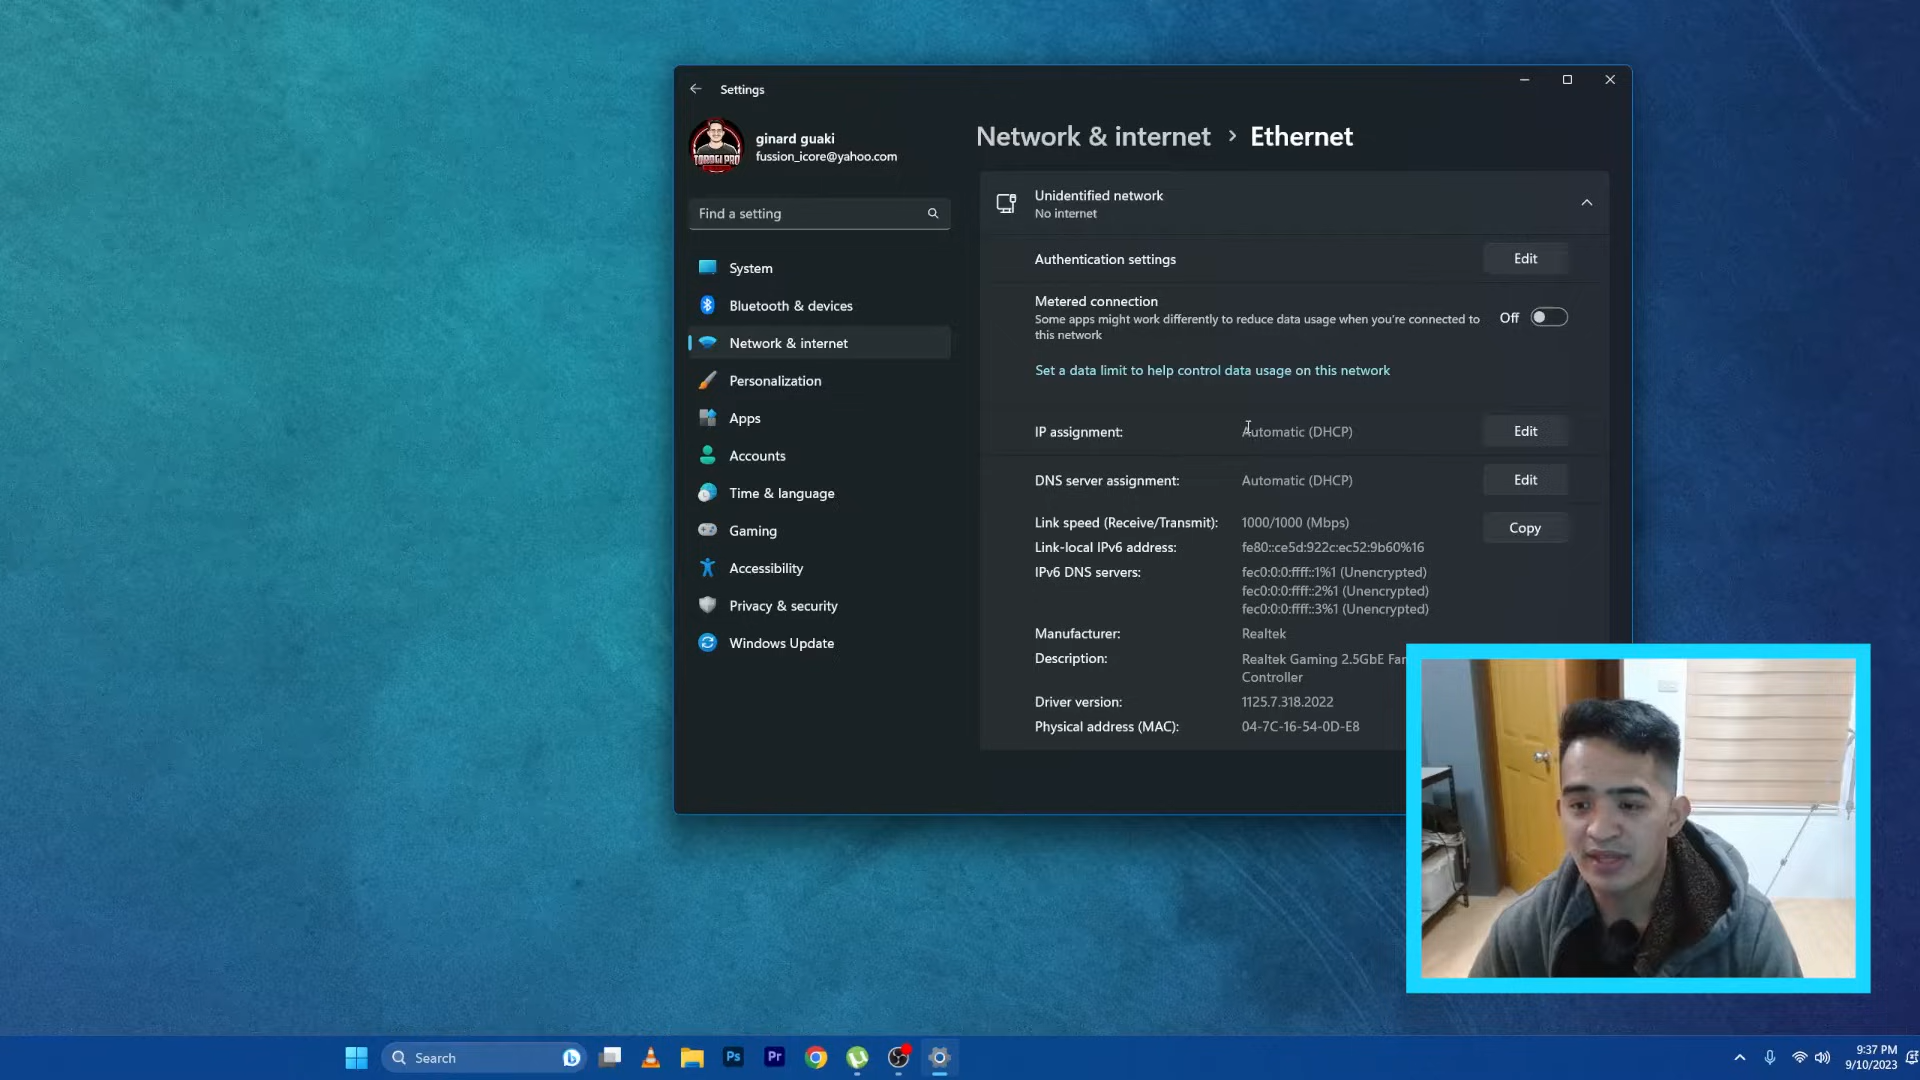 Settings
ginard guaki
fussion_icore@yahoo.com
TOROGI PRO
Find a setting
System
Bluetooth & devices
Network & internet
Personalization
Apps
Accounts
Time & language
Gaming
Accessibility
Privacy & security
Windows Update
Network & internet › Ethernet
Unidentified network
No internet
Authentication settings Edit
Metered connection
Some apps might work differently to reduce data usage when you're connected to
this network
Off
Set a data limit to help control data usage on this network
IP assignment: Automatic (DHCP) Edit
DNS server assignment: Automatic (DHCP) Edit
Link speed (Receive/Transmit): 1000/1000 (Mbps) Copy
Link-local IPv6 address: fe80::ce5d:922c:ec52:9b60%16
IPv6 DNS servers: fec0:0:0:ffff::1%1 (Unencrypted)
fec0:0:0:ffff::2%1 (Unencrypted)
fec0:0:0:ffff::3%1 (Unencrypted)
Manufacturer: Realtek
Description: Realtek Gaming 2.5GbE
Controller
Driver version: 1125.7.318.2022
Physical address (MAC): 04-7C-16-54-0D-E8
Search
Ps
Pr
9:37 PM
9/10/2023